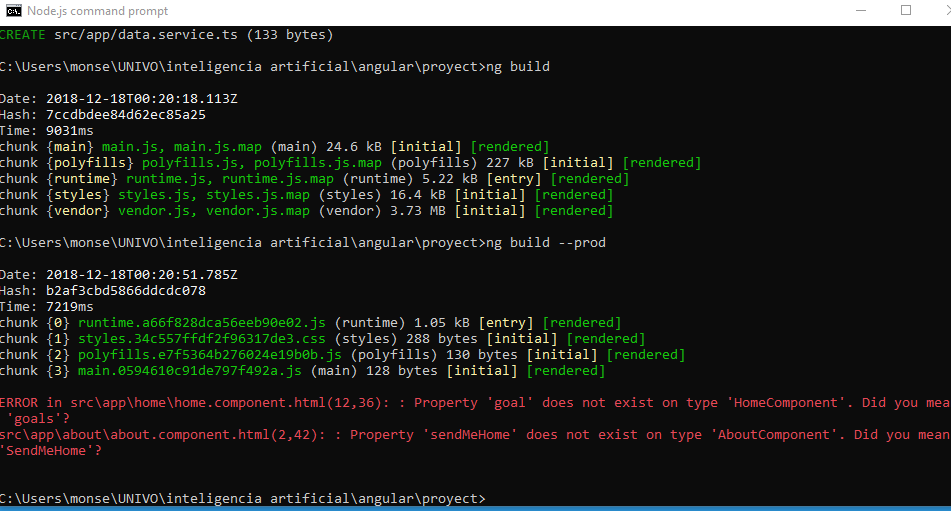 Node.js command prompt
CREATE src/app/data.service.ts (133 bytes)
C:\Users\monse\UNIVO\inteligencia artificial\angular\proyect>ng build
Date: 2018-12-18T00:20:18.113Z
Hash: 7ccdbdee84d62ec85a25
Time: 9031ms
chunk {main} main.js, main.js.map (main) 24.6 kB [initial] [rendered]
chunk {polyfills} polyfills.js, polyfills.js.map (polyfills) 227 kB [initial] [rendered]
chunk {runtime} runtime.js, runtime.js.map (runtime) 5.22 kB [entry] [rendered]
chunk {styles} styles.js, styles.js.map (styles) 16.4 kB [initial] [rendered]
chunk {vendor} vendor.js, vendor.js.map (vendor) 3.73 MB [initial] [rendered]
C:\Users\monse\UNIVO\inteligencia artificial\angular\proyect>ng build --prod
Date: 2018-12-18T00:20:51.785Z
Hash: b2af3cbd5866ddcdc078
Time: 7219ms
chunk {0} runtime.a66f828dca56eeb90e02.js (runtime) 1.05 kB [entry] [rendered]
chunk {1} styles.34c557ffdf2f96317de3.css (styles) 288 bytes [initial] [rendered]
chunk {2} polyfills.e7f5364b276024e19b0b.js (polyfills) 130 bytes [initial] [rendered]
chunk {3} main.0594610c91de797f492a.js (main) 128 bytes [initial] [rendered]
ERROR in src\app\home\home.component.html(12,36): : Property 'goal' does not exist on type 'HomeComponent'. Did you mea
'goals'?
src\app\about\about.component.html(2,42): : Property 'sendMeHome' does not exist on type 'AboutComponent'. Did you mean
'SendMeHome'?
C:\Users\monse\UNIVO\inteligencia artificial\angular\proyect>